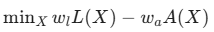 min_X w_l L(X) − w_a A(X)